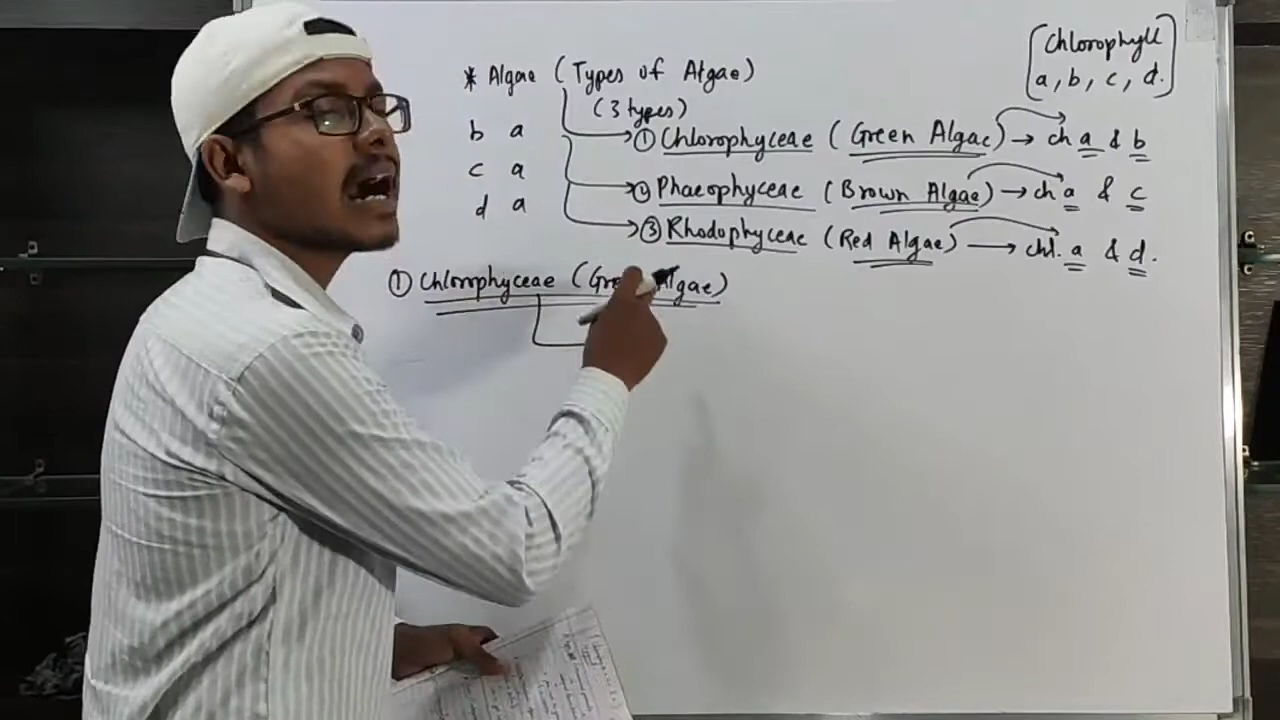 [Chlorophyll
a, b, c, d.]
* Algae (Types of Algae)
(3 types)
b a
c a
d a
① Chlorophyceae (Green Algae) → ch a & b
② Phaeophyceae (Brown Algae) → ch a & c
③ Rhodophyceae (Red Algae) → chl. a & d.
① Chlorophyceae ( Algae)